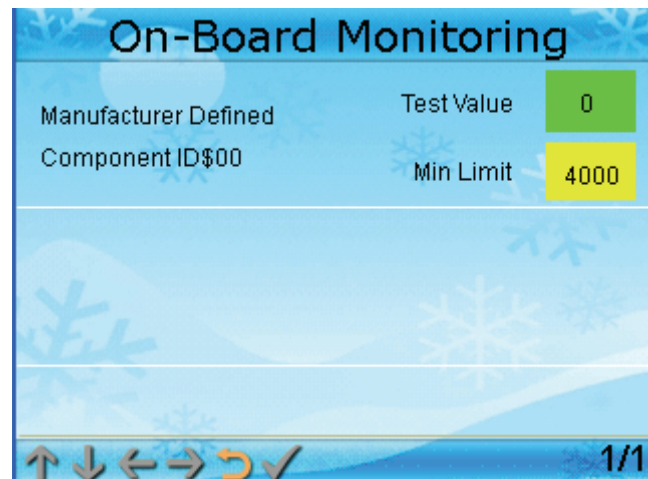 On-Board Monitoring
Manufacturer Defined
Component ID$00
Test Value 0
Min Limit 4000
1/1